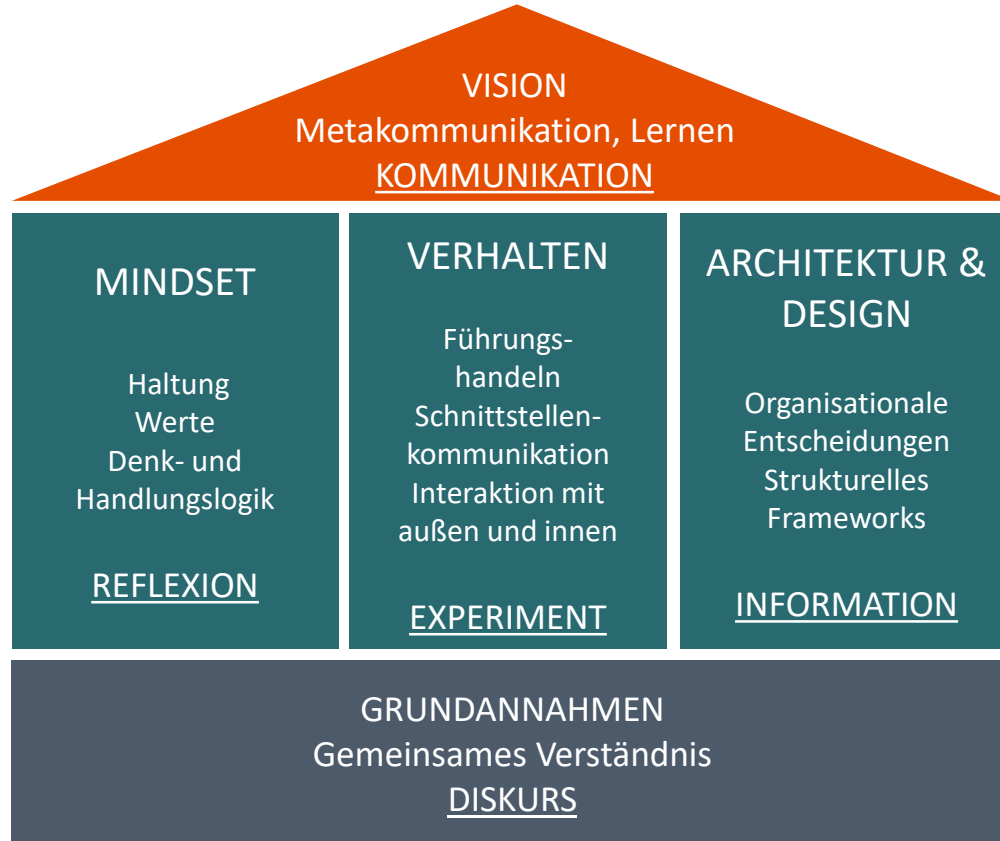 VISION
Metakommunikation, Lernen
KOMMUNIKATION
MINDSET
Haltung
Werte
Denk- und
Handlungslogik
REFLEXION
VERHALTEN
Führungs-
handeln
Schnittstellen-
kommunikation
Interaktion mit
außen und innen
EXPERIMENT
ARCHITEKTUR &
DESIGN
Organisationale
Entscheidungen
Strukturelles
Frameworks
INFORMATION
GRUNDANNAHMEN
Gemeinsames Verständnis
DISKURS